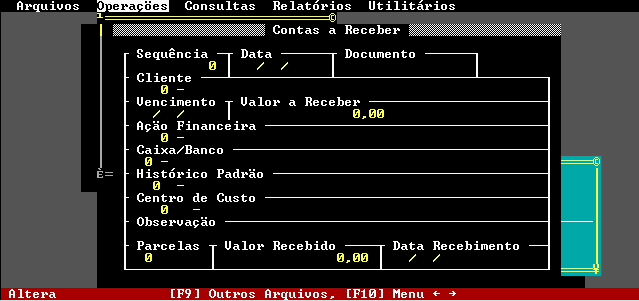 Arquivos Operações Consultas Relatórios Utilitários
Contas a Receber
Sequência Data Documento
0 / /
Cliente
0 -
Vencimento Valor a Receber
/ / 0,00
Ação Financeira
0 -
Caixa/Banco
0 -
Histórico Padrão
0 -
Centro de Custo
0 -
Observação
Parcelas Valor Recebido Data Recebimento
0 0,00 / /
Altera [F9] Outros Arquivos, [F10] Menu ← →